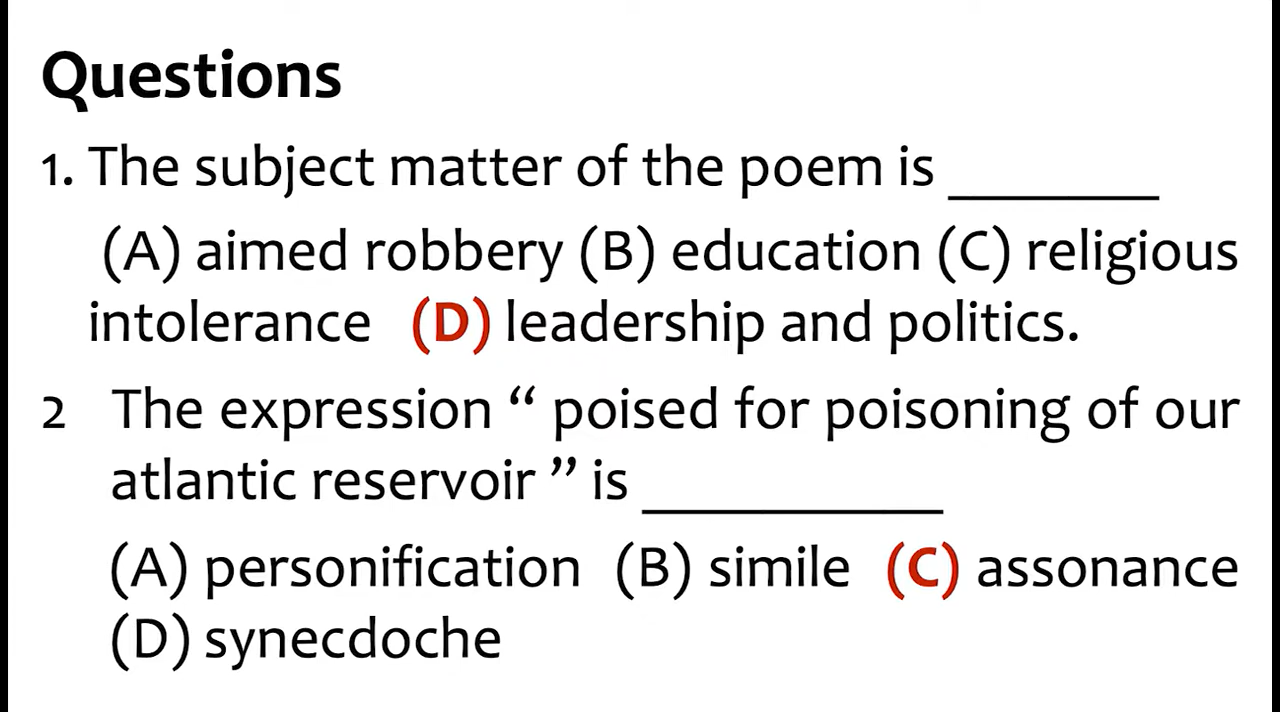 Questions
1. The subject matter of the poem is ________
(A) aimed robbery (B) education (C) religious
intolerance (D) leadership and politics.
2 The expression “ poised for poisoning of our
atlantic reservoir ” is ___________
(A) personification (B) simile (C) assonance
(D) synecdoche